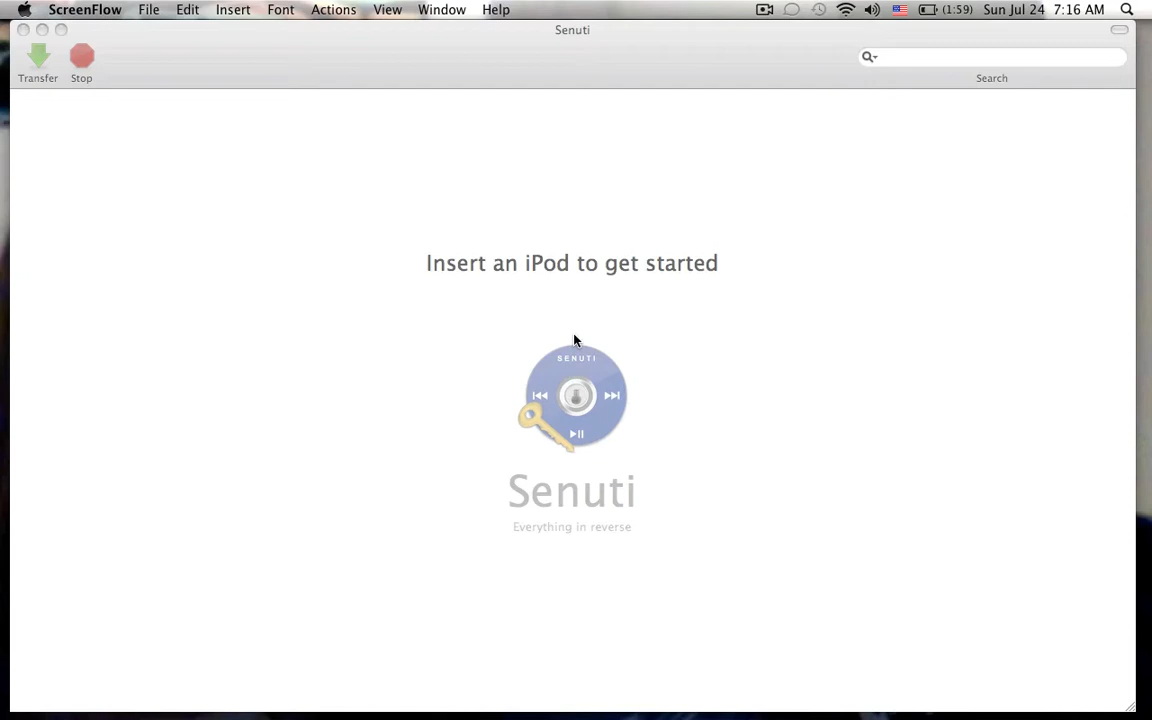 ScreenFlow File Edit Insert Font Actions View Window Help (1:59) Sun Jul 24 7:16 AM
Senuti
Transfer Stop Search
Insert an iPod to get started
SENUTI
Senuti
Everything in reverse